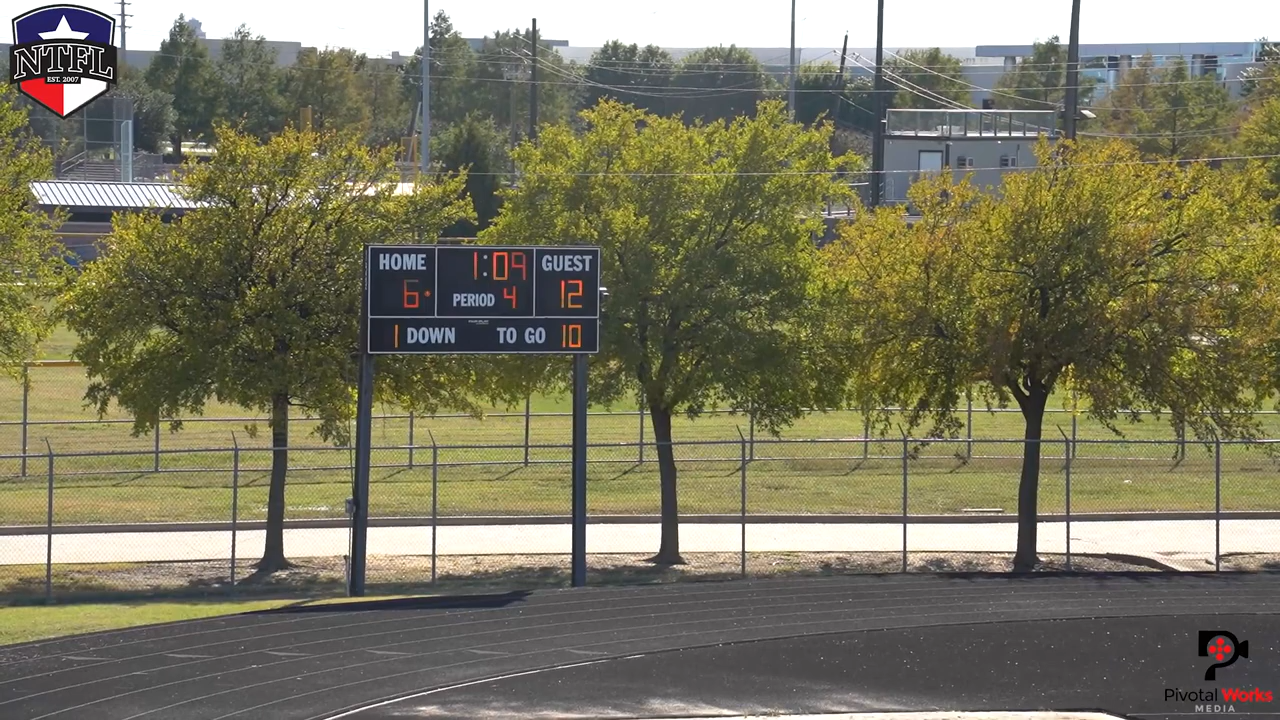 NTFL
EST. 2007
HOME 1:09 GUEST
6 PERIOD 4 12
1 DOWN TO GO 10
Pivotal Works
MEDIA